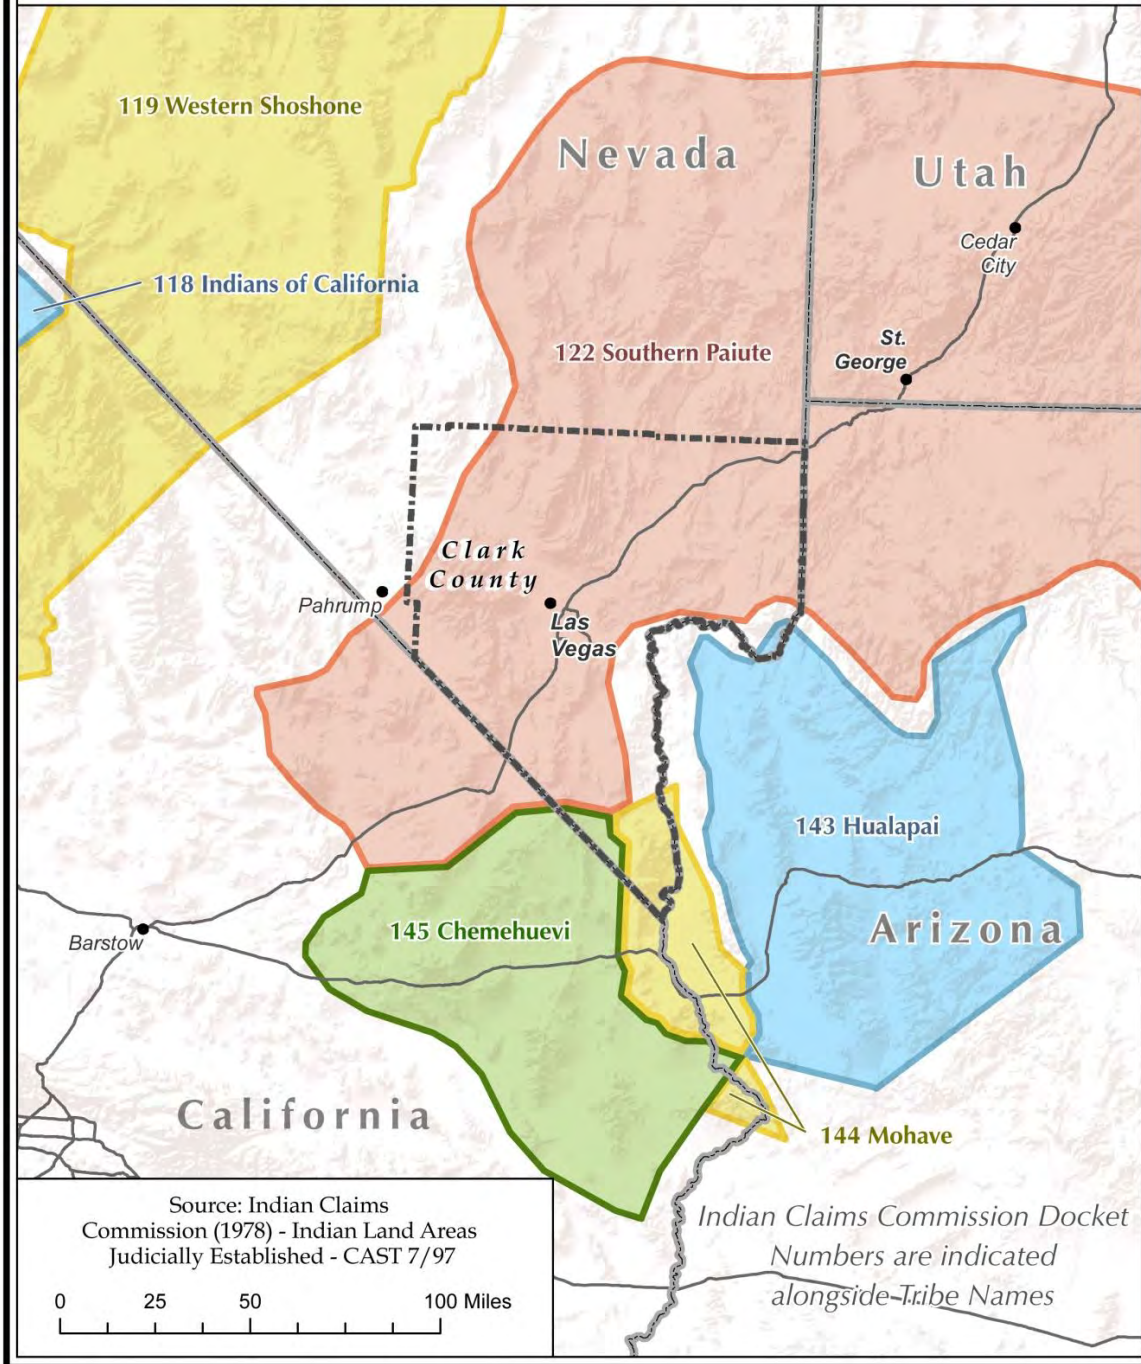 119 Western Shoshone
Nevada
Utah
Cedar
City
118 Indians of California
122 Southern Paiute
St.
George
Clark
County
Pahrump
Las
Vegas
143 Hualapai
Arizona
145 Chemehuevi
Barstow
California
144 Mohave
Source: Indian Claims
Commission (1978) - Indian Land Areas
Judicially Established - CAST 7/97
0 25 50 100 Miles
Indian Claims Commission Docket
Numbers are indicated
alongside Tribe Names